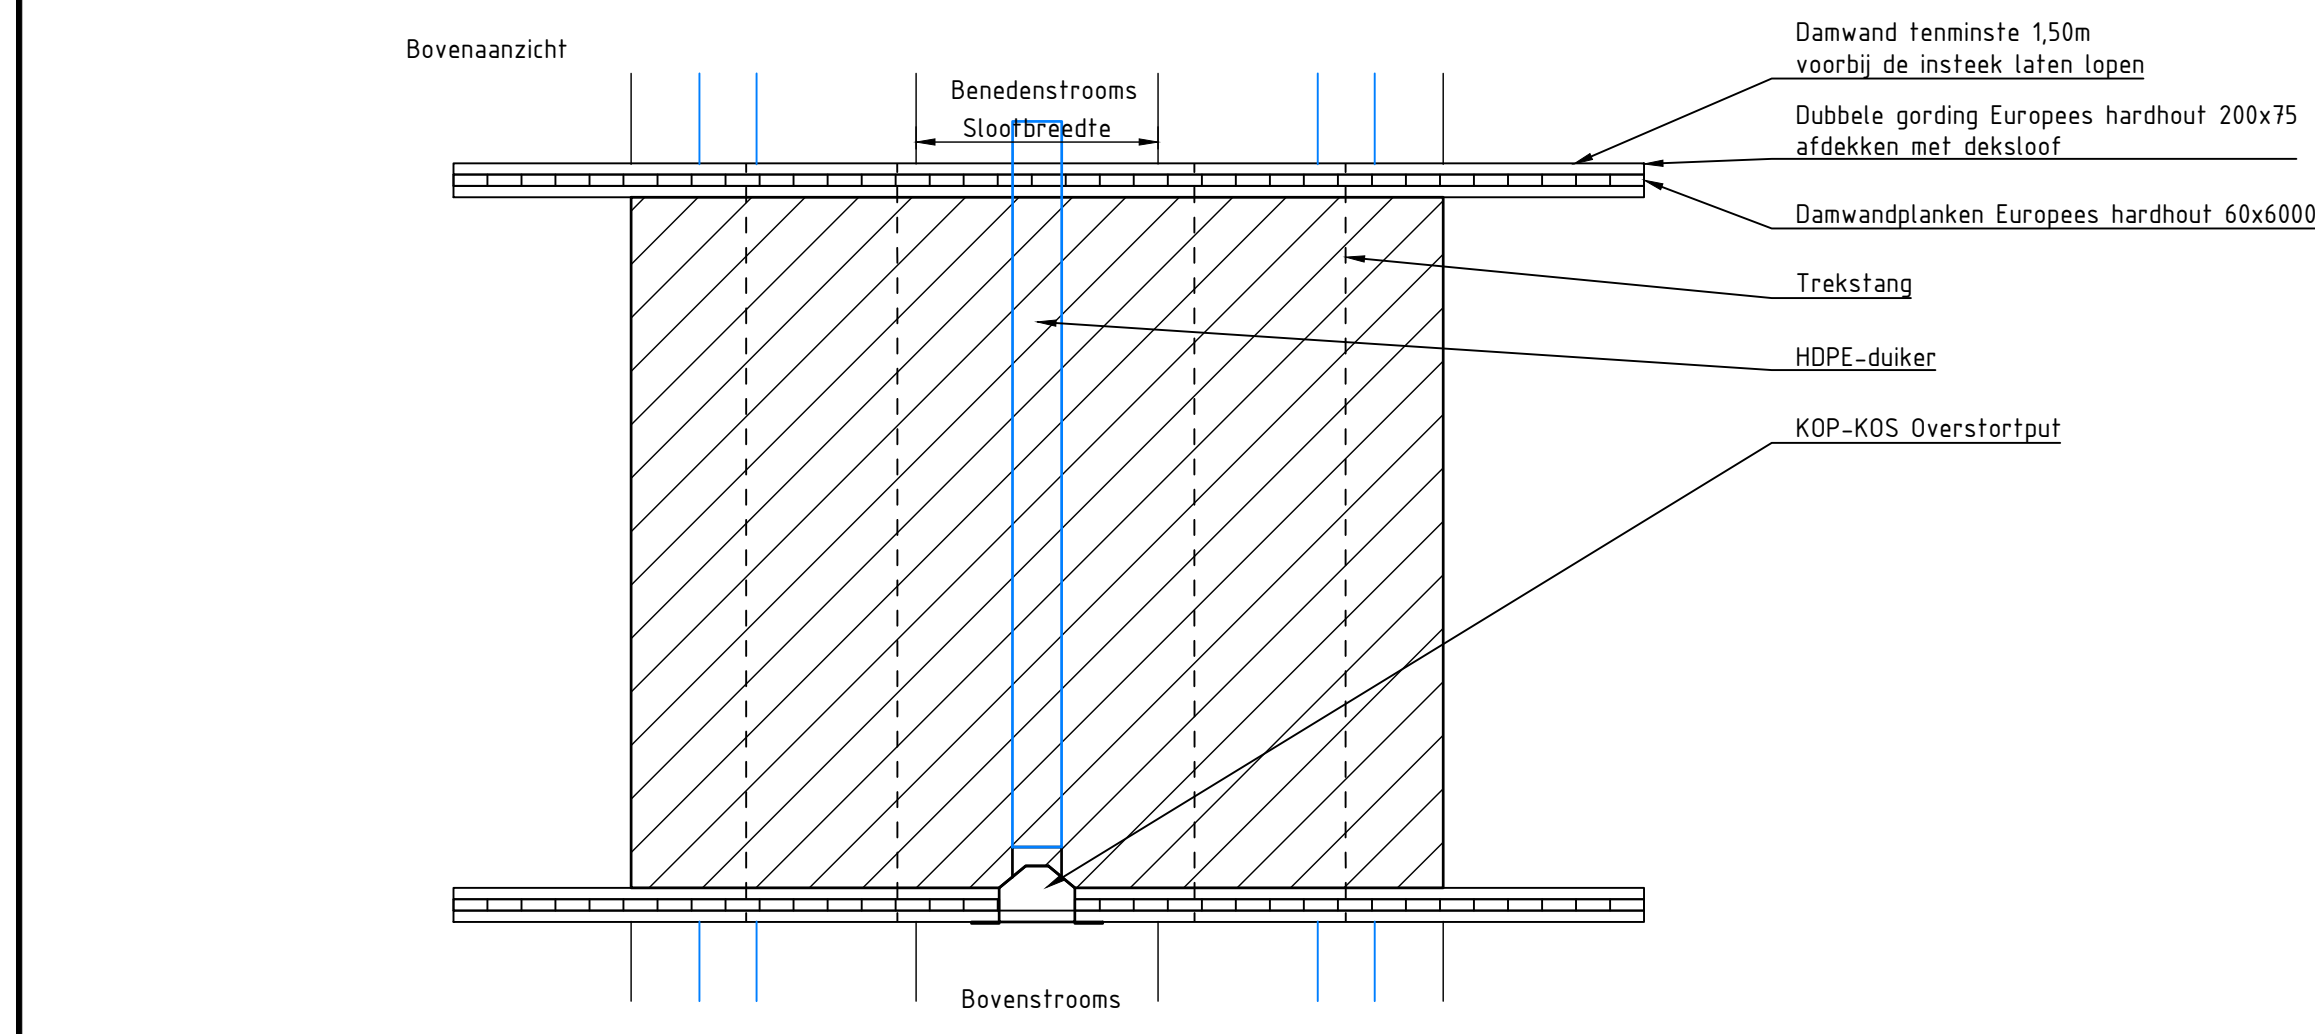 Bovenaanzicht
Benedenstrooms
Slootbreedte
Damwand tenminste 1,50m
voorbij de insteek laten lopen
Dubbele gording Europees hardhout 200x75
afdekken met deksloof
Damwandplanken Europees hardhout 60x6000
Trekstang
HDPE-duiker
KOP-KOS Overstortput
Bovenstrooms